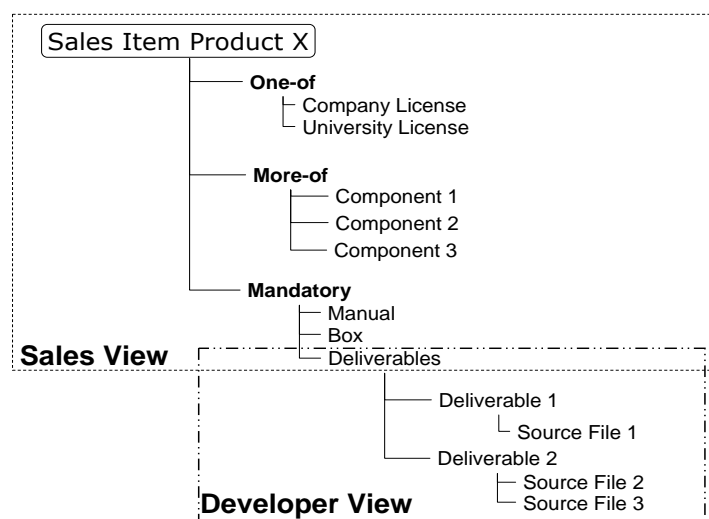 Sales Item Product X
One-of
Company License
University License
More-of
Component 1
Component 2
Component 3
Mandatory
Manual
Box
Sales View
Deliverables
Deliverable 1
Source File 1
Deliverable 2
Source File 2
Source File 3
Developer View